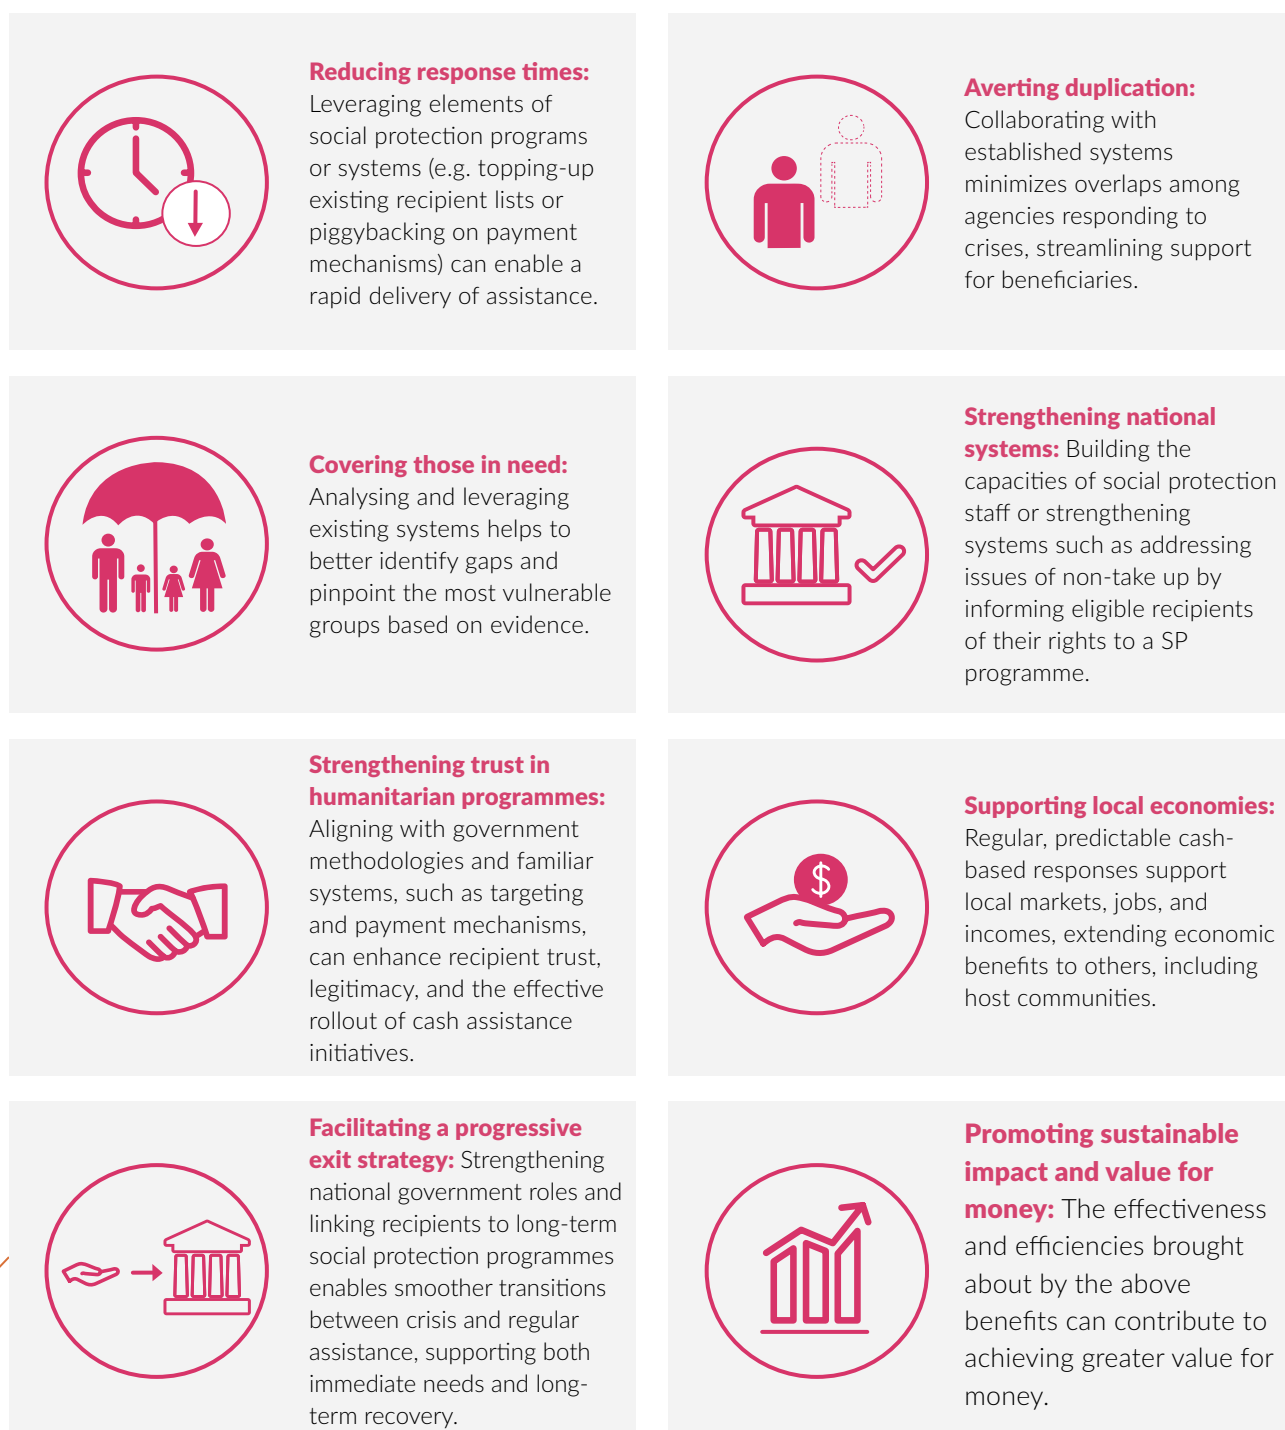 Reducing response times:
Leveraging elements of
social protection programs
or systems (e.g. topping-up
existing recipient lists or
piggybacking on payment
mechanisms) can enable a
rapid delivery of assistance.
Averting duplication:
Collaborating with
established systems
minimizes overlaps among
agencies responding to
crises, streamlining support
for beneficiaries.
Covering those in need:
Analysing and leveraging
existing systems helps to
better identify gaps and
pinpoint the most vulnerable
groups based on evidence.
Strengthening national
systems: Building the
capacities of social protection
staff or strengthening
systems such as addressing
issues of non-take up by
informing eligible recipients
of their rights to a SP
programme.
Strengthening trust in
humanitarian programmes:
Aligning with government
methodologies and familiar
systems, such as targeting
and payment mechanisms,
can enhance recipient trust,
legitimacy, and the effective
rollout of cash assistance
initiatives.
$
Supporting local economies:
Regular, predictable cash-
based responses support
local markets, jobs, and
incomes, extending economic
benefits to others, including
host communities.
Facilitating a progressive
exit strategy: Strengthening
national government roles and
linking recipients to long-term
social protection programmes
enables smoother transitions
between crisis and regular
assistance, supporting both
immediate needs and long-
term recovery.
Promoting sustainable
impact and value for
money: The effectiveness
and efficiencies brought
about by the above
benefits can contribute to
achieving greater value for
money.